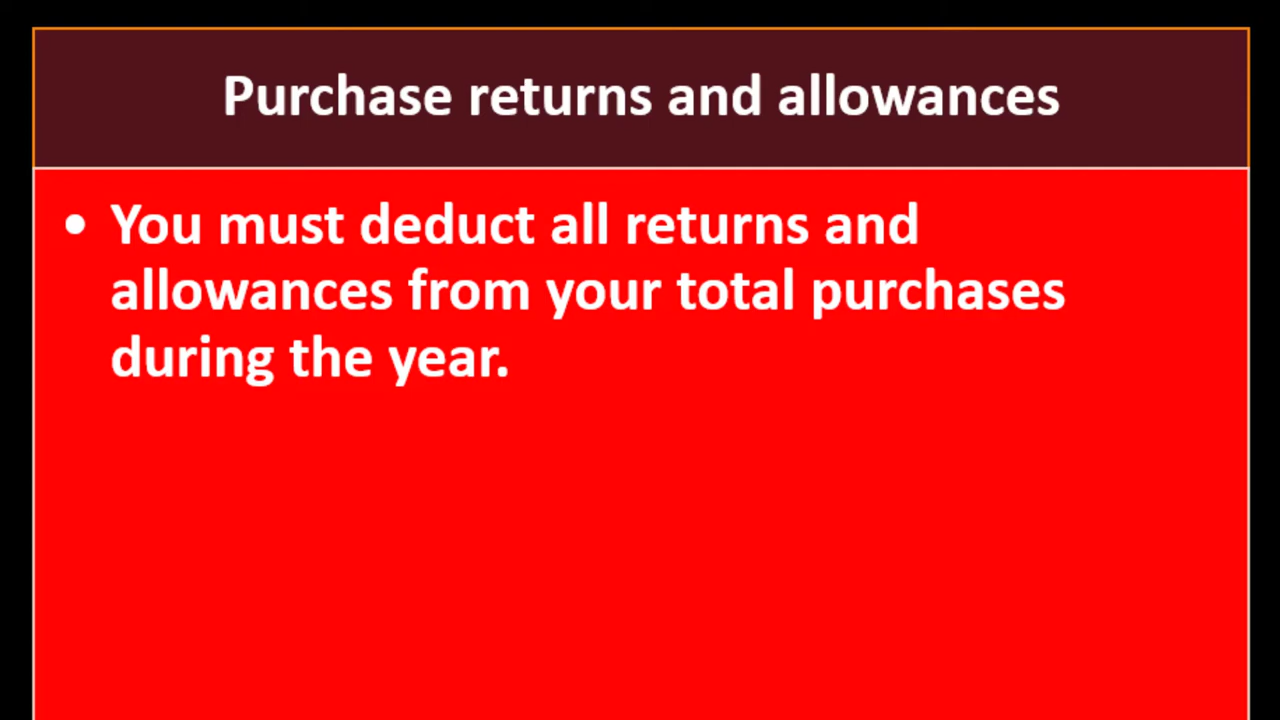 Purchase returns and allowances
• You must deduct all returns and
allowances from your total purchases
during the year.